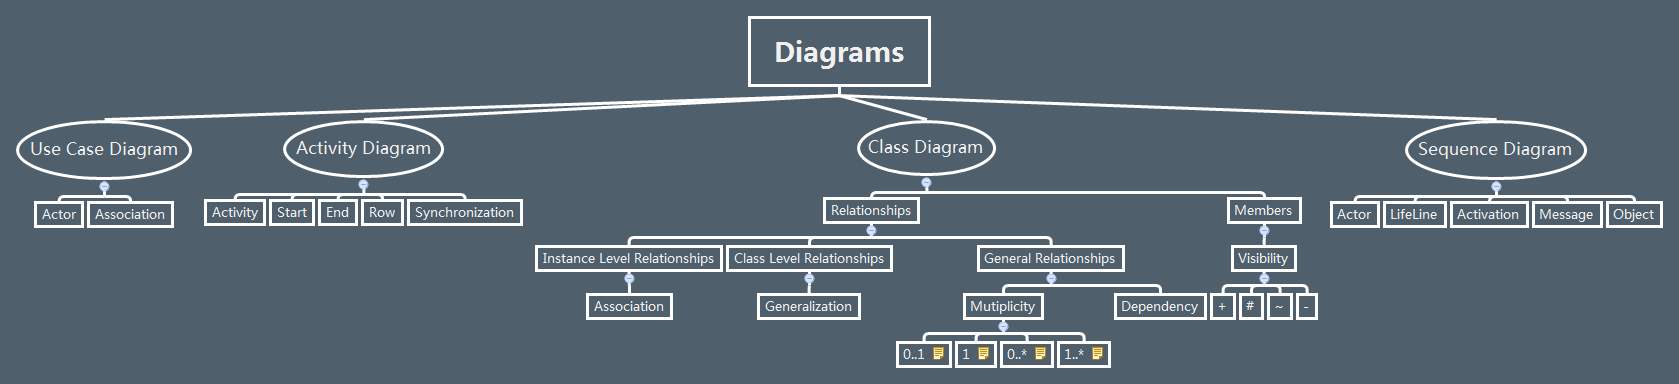 Diagrams
Use Case Diagram
Activity Diagram
Class Diagram
Sequence Diagram
Actor
Association
Activity
Start
End
Row
Synchronization
Relationships
Members
Actor
LifeLine
Activation
Message
Object
Instance Level Relationships
Class Level Relationships
General Relationships
Visibility
Association
Generalization
Mutiplicity
Dependency
+
#
~
-
0..1
1
0..*
1..*